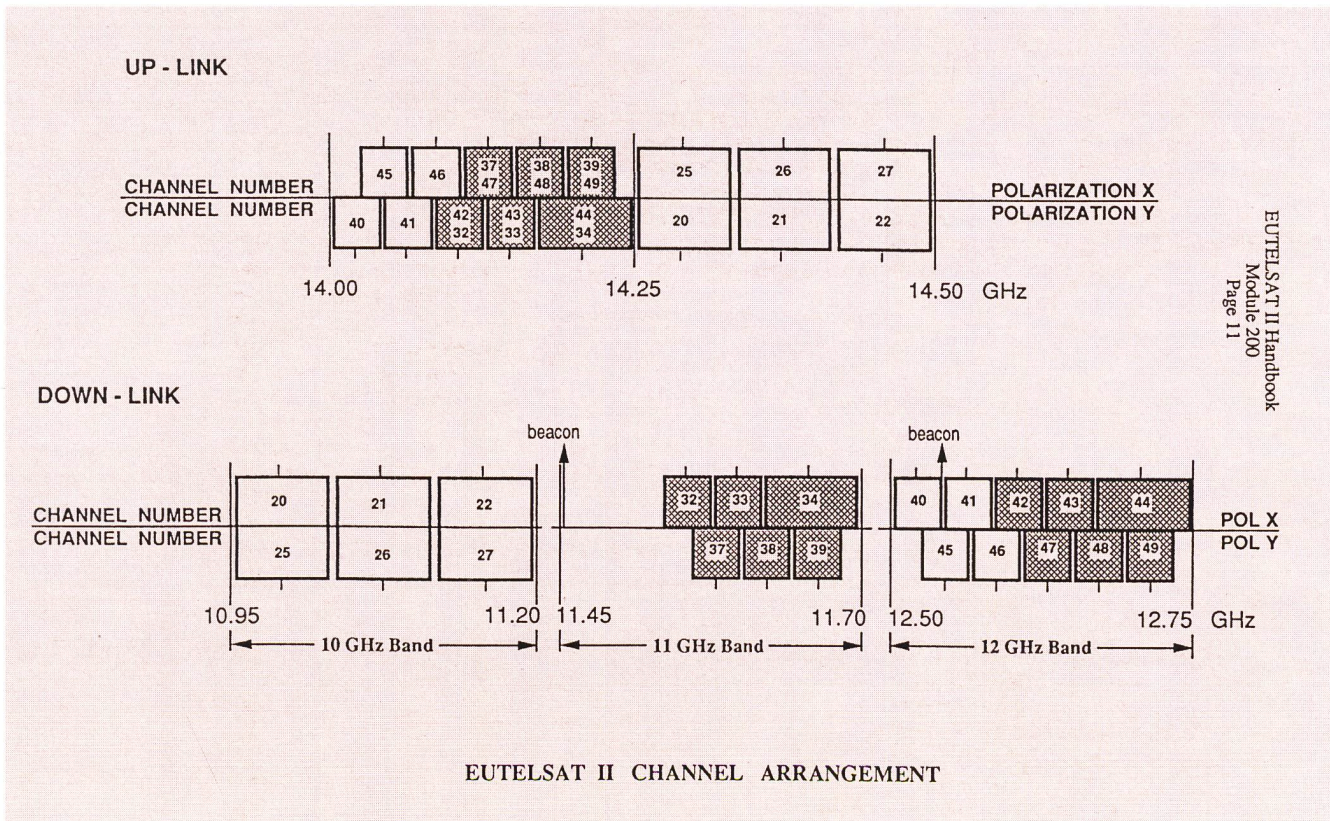 UP - LINK
45 46 37 38 39 25 26 27
47 48 49
CHANNEL NUMBER POLARIZATION X
CHANNEL NUMBER POLARIZATION Y
40 41 42 43 44 20 21 22
32 33 34
14.00 14.25 14.50 GHz
EUTELSAT II Handbook
Module 200
Page 11
DOWN - LINK
beacon beacon
20 21 22 32 33 34 40 41 42 43 44
CHANNEL NUMBER POL X
CHANNEL NUMBER POL Y
25 26 27 37 38 39 45 46 47 48 49
10.95 11.20 11.45 11.70 12.50 12.75 GHz
10 GHz Band 11 GHz Band 12 GHz Band
EUTELSAT II CHANNEL ARRANGEMENT